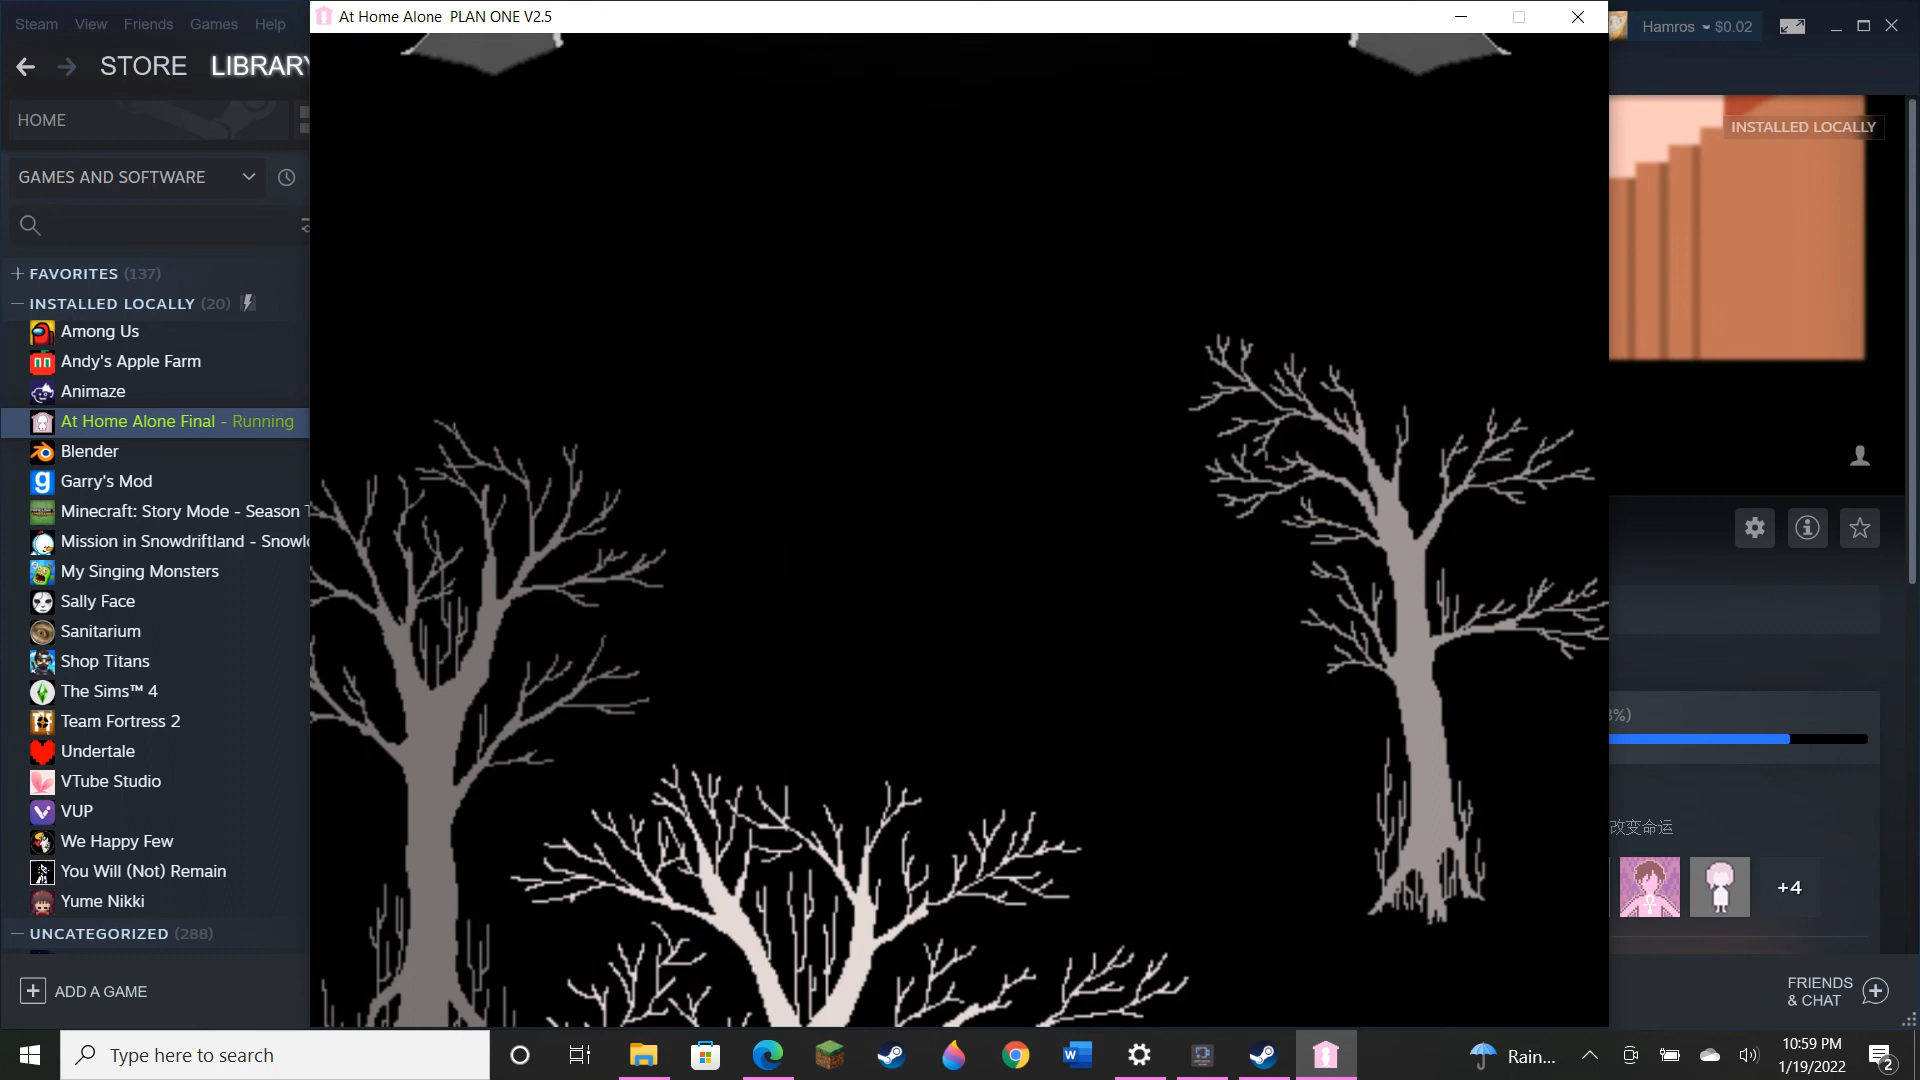 At Home Alone PLAN ONE V2.5
Steam View Friends Games Help
Hamros $0.02
STORE LIBRARY
HOME
INSTALLED LOCALLY
GAMES AND SOFTWARE
FAVORITES (137)
INSTALLED LOCALLY (20)
Among Us
Andy's Apple Farm
Animaze
At Home Alone Final - Running
Blender
Garry's Mod
Minecraft: Story Mode - Season
Mission in Snowdriftland -
My Singing Monsters
Sally Face
Sanitarium
Shop Titans
The Sims™ 4
Team Fortress 2
Undertale
VTube Studio
VUP
We Happy Few
You Will (Not) Remain
Yume Nikki
UNCATEGORIZED (288)
ADD A GAME
%)
改变命运
+4
FRIENDS
& CHAT
Type here to search
Rain...
10:59 PM
1/19/2022
2